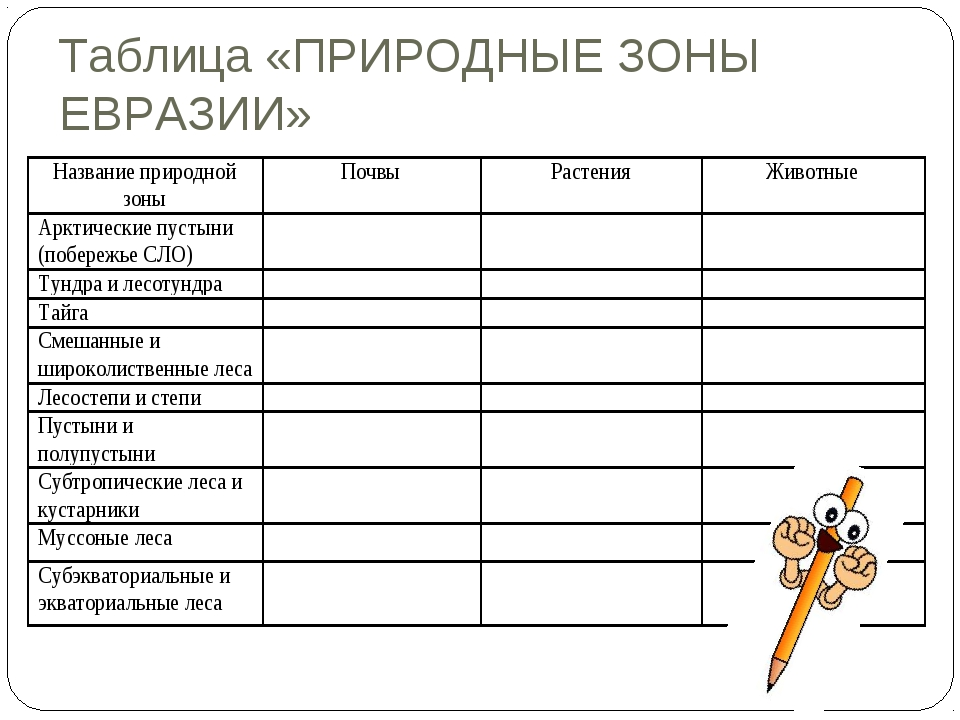 Таблица «ПРИРОДНЫЕ ЗОНЫ
ЕВРАЗИИ»
Название природной
зоны
Почвы
Растения
Животные
Арктические пустыни
(побережье СЛО)
Тундра и лесотундра
Тайга
Смешанные и
широколиственные леса
Лесостепи и степи
Пустыни и
полупустыни
Субтропические леса и
кустарники
Муссоные леса
Субэкваториальные и
экваториальные леса